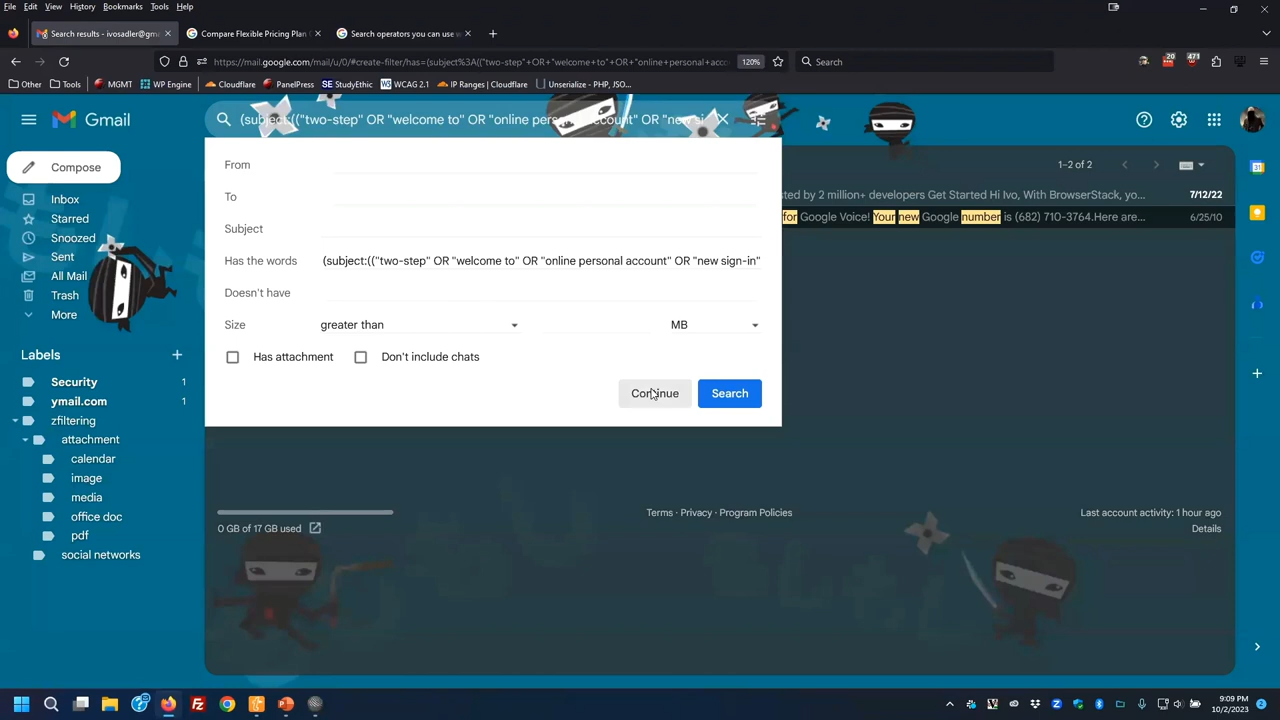 File Edit View History Bookmarks Tools Help
Search results - ivosadler@gma
Compare Flexible Pricing Plan
Search operators you can use w
https://mail.google.com/mail/u/0/#create-filter/has=(subject%3A(("two-step"+OR+"welcome+to"+OR+"online+personal+acco
120%
Search
20
471
Other Tools MGMT WP Engine Cloudflare PanelPress StudyEthic WCAG 2.1 IP Ranges | Cloudflare Unserialize - PHP, JSO...
Gmail
(subject:(("two-step" OR "welcome to" OR "online personal account" OR "new si
Compose
From
1–2 of 2
To
ted by 2 million+ developers Get Started Hi Ivo, With BrowserStack, yo... 7/12/22
for Google Voice! Your new Google number is (682) 710-3764.Here are... 6/25/10
Subject
Has the words (subject:(("two-step" OR "welcome to" OR "online personal account" OR "new sign-in"
Doesn't have
Size greater than MB
Has attachment Don't include chats
Continue Search
Inbox
Starred
Snoozed
Sent
All Mail
Trash
More
Labels
Security 1
ymail.com 1
zfiltering
attachment
calendar
image
media
office doc
pdf
social networks
0 GB of 17 GB used
Terms · Privacy · Program Policies
Last account activity: 1 hour ago
Details
9:09 PM
10/2/2023
2